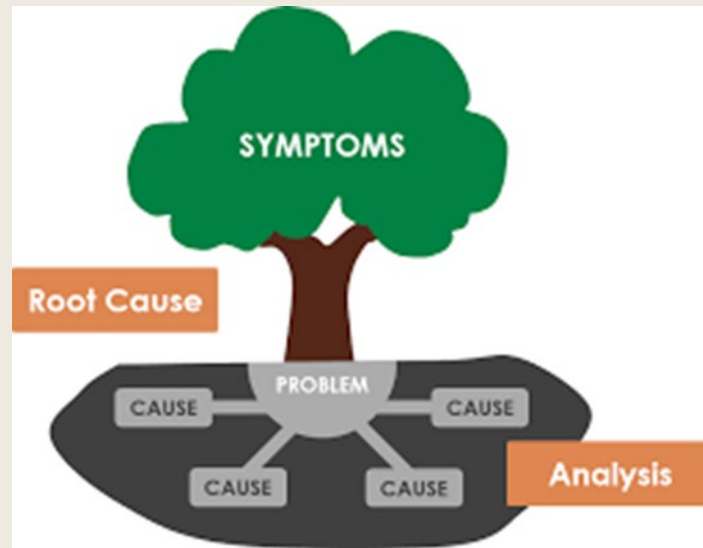 SYMPTOMS
Root Cause
PROBLEM
CAUSE
CAUSE
CAUSE
CAUSE
Analysis